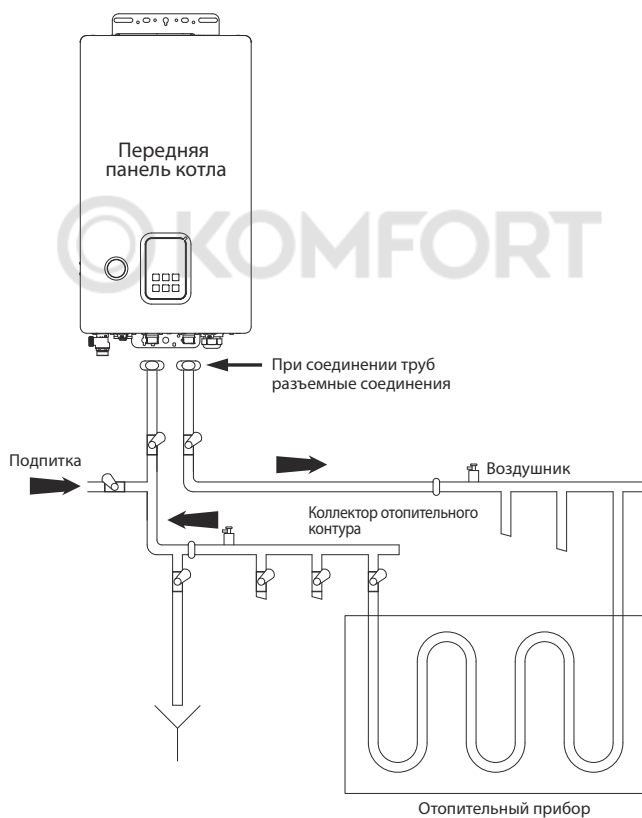 Передняя
панель котла
KOMFORT
При соединении труб
разъемные соединения
Подпитка
Воздушник
Коллектор отопительного
контура
Отопительный прибор